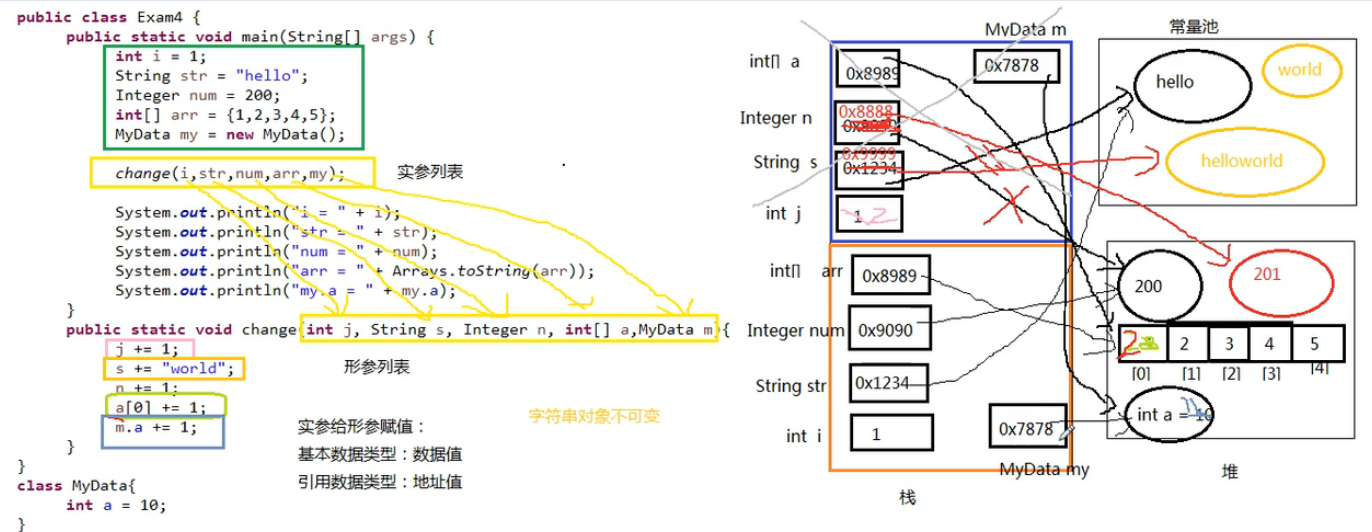 public class Exam4 {
public static void main(String[] args) {
int i = 1;
String str = "hello";
Integer num = 200;
int[] arr = {1,2,3,4,5};
MyData my = new MyData();
change(i,str,num,arr,my);
实参列表
System.out.println("i = " + i);
System.out.println("str = " + str);
System.out.println("num = " + num);
System.out.println("arr = " + Arrays.toString(arr));
System.out.println("my.a = " + my.a);
}
public static void change(int j, String s, Integer n, int[] a,MyData m){
j += 1;
s += "world";
n += 1;
a[0] += 1;
m.a += 1;
}
}
class MyData{
int a = 10;
}
形参列表
实参给形参赋值：
基本数据类型：数据值
引用数据类型：地址值
字符串对象不可变
MyData m
int[] a
0x8989
0x7878
Integer n
0x8888
String s
0x9999
0x1234
int j
1 2
int[] arr
0x8989
Integer num
0x9090
String str
0x1234
int i
1
0x7878
MyData my
栈
常量池
hello
world
helloworld
200
201
2 2 3 4 5
[0] [1] [2] [3] [4]
int a = 10
堆